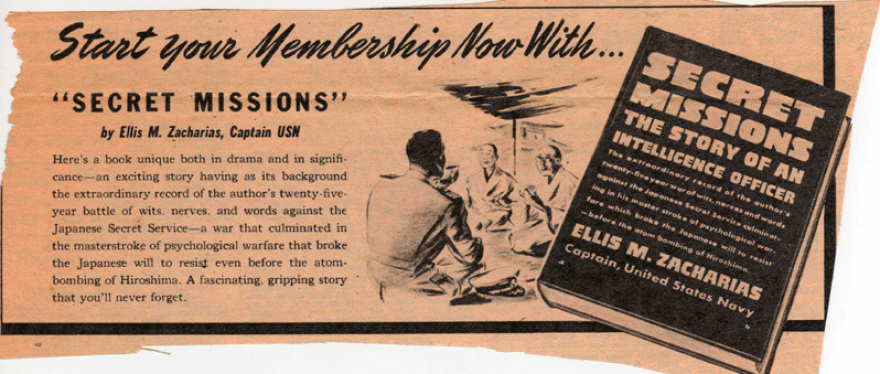 Start your Membership Now With...
"SECRET MISSIONS"
by Ellis M. Zacharias, Captain USN
Here's a book unique both in drama and in signifi-
cance—an exciting story having as its background
the extraordinary record of the author's twenty-five-
year battle of wits, nerves, and words against the
Japanese Secret Service—a war that culminated in
the masterstroke of psychological warfare that broke
the Japanese will to resist even before the atom-
bombing of Hiroshima. A fascinating, gripping story
that you'll never forget.
SECRET
MISSIONS
THE STORY OF AN
INTELLIGENCE OFFICER
The extraordinary record of the author's
twenty-five year war of wits, nerves and words
against the Japanese Secret Service culminat-
ing in his master stroke of psychological war-
fare which broke the Japanese will to resist
—before the atom bombing of Hiroshima.
ELLIS M. ZACHARIAS
Captain, United States Navy